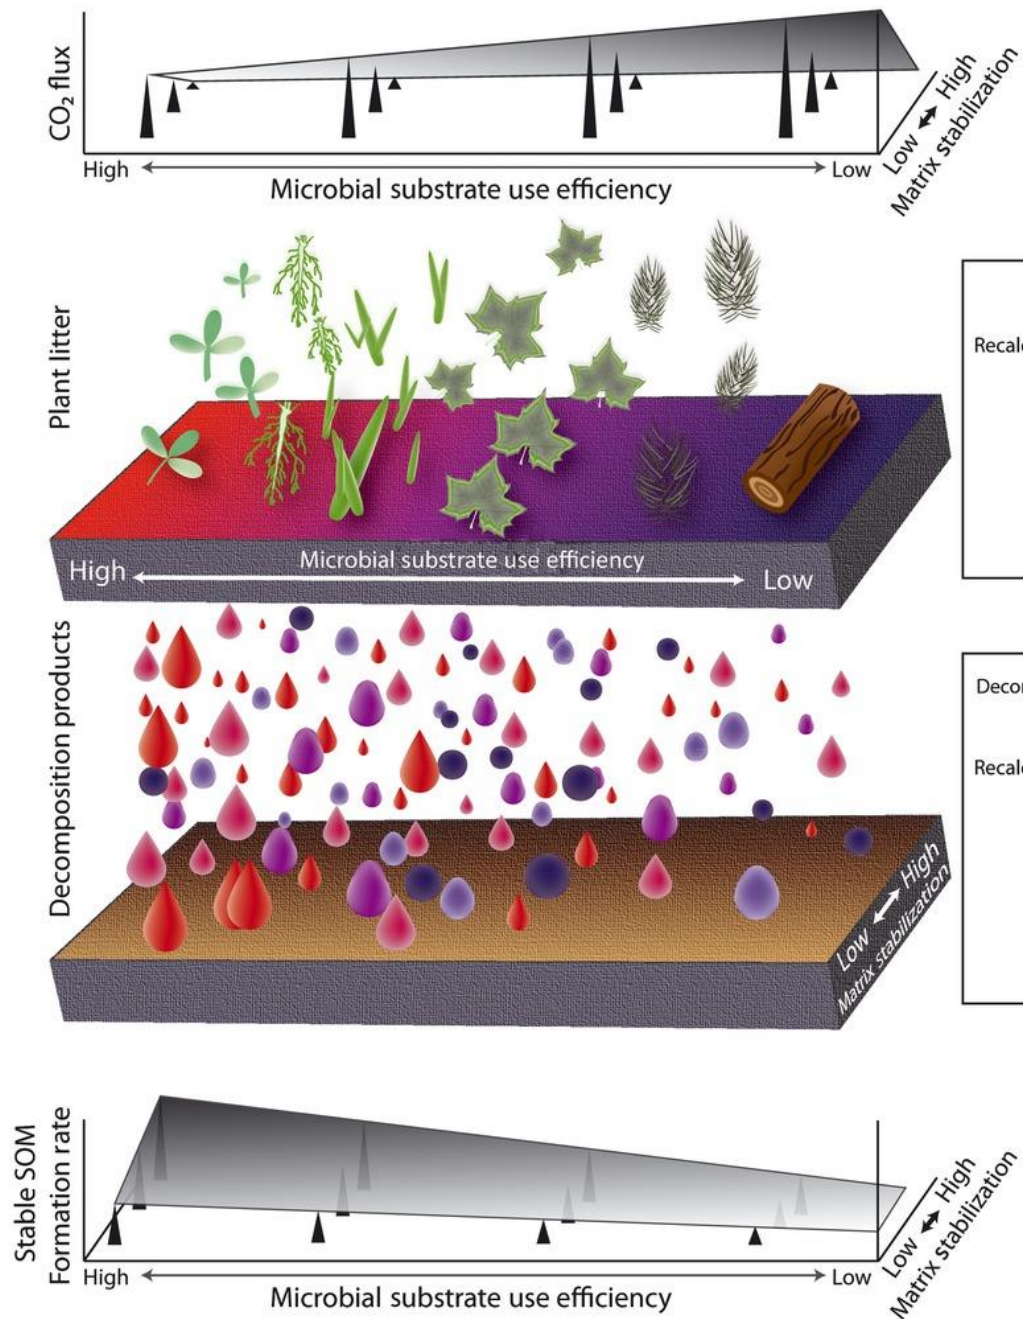 CO₂ flux
High
Low
Microbial substrate use efficiency
Low ↔ High
Matrix stabilization
Plant litter
Microbial substrate use efficiency
High
Low
Decomposition products
Low ↔ High
Matrix stabilization
Stable SOM
Formation rate
High
Low
Microbial substrate use efficiency
Low ↔ High
Matrix stabilization